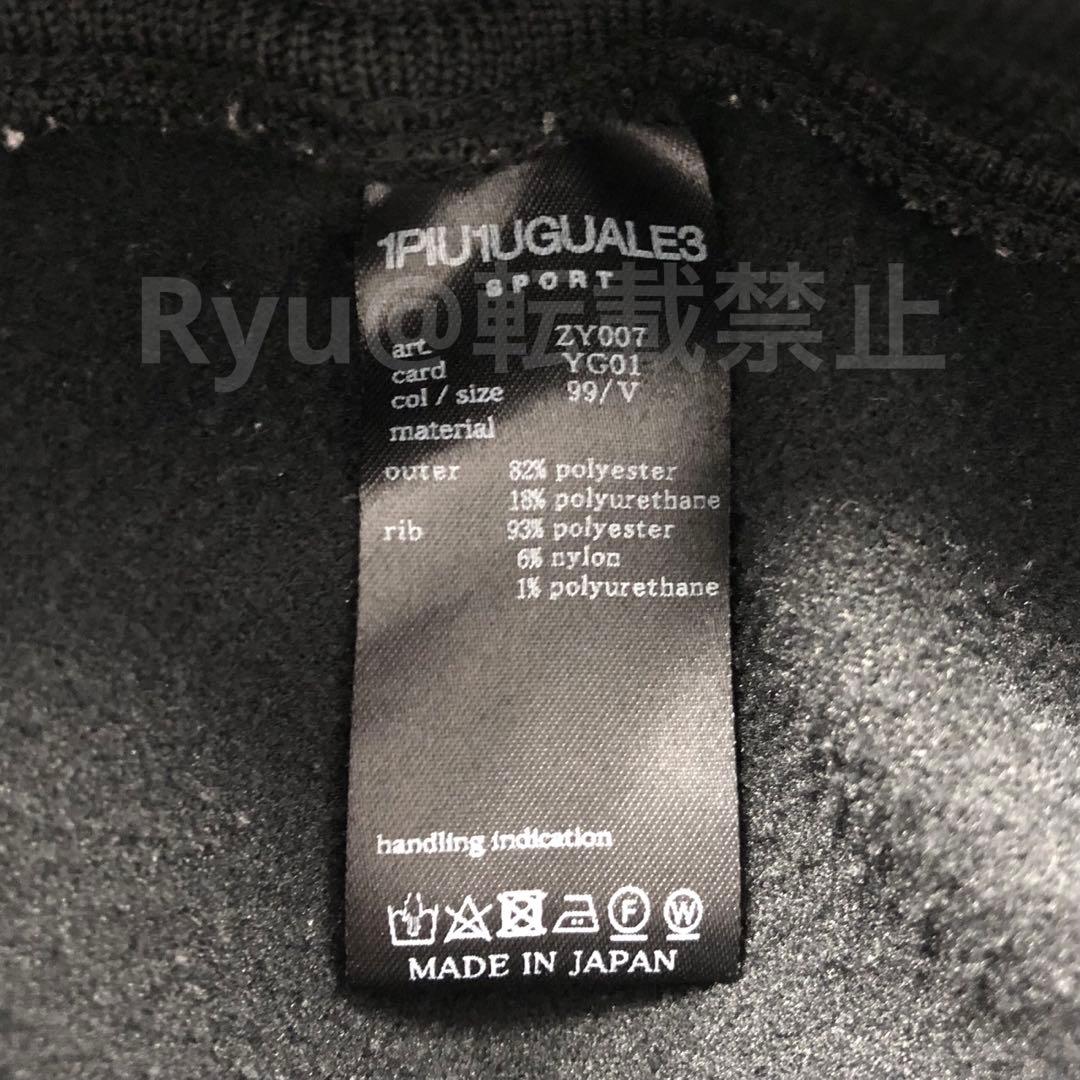 1PIU1UGUALE3
SPORT
Ryu@転載禁止
art. ZY007
card YG01
col / size 99/V
material
outer 82% polyester
18% polyurethane
rib 93% polyester
6% nylon
1% polyurethane
handling indication
F W
MADE IN JAPAN